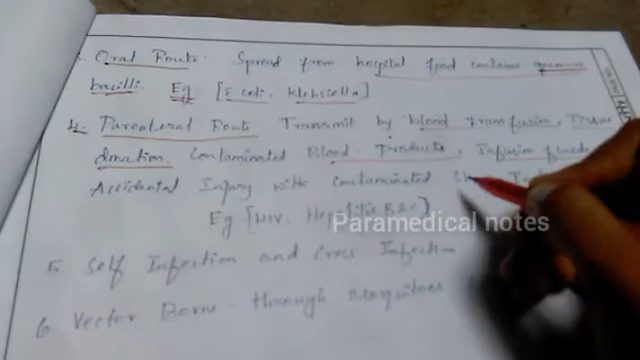 3. Oral Route. Spread from hospital food contains
bacilli. Eg. [E coli. Klebsiella]
4. Parenteral Route Transmit by blood transfusion, Tissue
donation. Contaminated Blood products, Infusion fluids
Accidental Injury with Contaminated
Eg [HIV. Hepatitis B & C]
Paramedical notes
5. Self Infection and Cross Infection
6. Vector Borne. through Mosquitoes